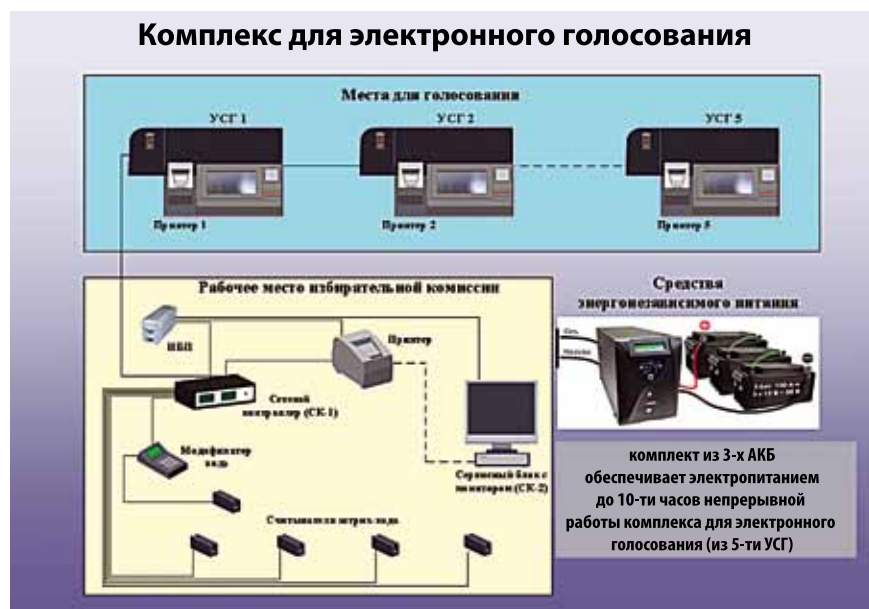 Комплекс для электронного голосования
Места для голосования
УСГ 1
УСГ 2
УСГ 5
Принтер 1
Принтер 2
Принтер 5
Рабочее место избирательной комиссии
ИБП
Принтер
Сетевой
контроллер (СК-1)
Модификатор
кода
Сервисный блок с
монитором (СК-2)
Считыватели штрих-кода
Средства
энергонезависимого питания
Сеть
комплект из 3-х АКБ
обеспечивает электропитанием
до 10-ти часов непрерывной
работы комплекса для электронного
голосования (из 5-ти УСГ)